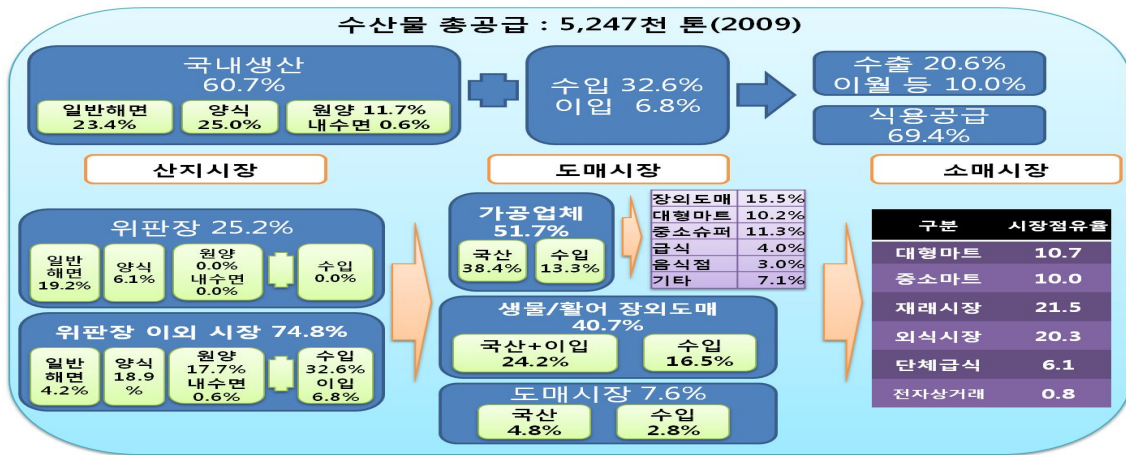 수산물 총공급 : 5,247천 톤(2009)
국내생산
60.7%
일반해면
23.4%
양식
25.0%
원양 11.7%
내수면 0.6%
수입 32.6%
이입 6.8%
수출 20.6%
이월 등 10.0%
식용공급
69.4%
산지시장
도매시장
소매시장
위판장 25.2%
일반
해면
19.2%
양식
6.1%
원양
0.0%
내수면
0.0%
수입
0.0%
위판장 이외 시장 74.8%
일반
해면
4.2%
양식
18.9
%
원양
17.7%
내수면
0.6%
수입
32.6%
이입
6.8%
가공업체
51.7%
국산
38.4%
수입
13.3%
장외도매 15.5%
대형마트 10.2%
중소슈퍼 11.3%
급식 4.0%
음식점 3.0%
기타 7.1%
생물/활어 장외도매
40.7%
국산+이입
24.2%
수입
16.5%
도매시장 7.6%
국산
4.8%
수입
2.8%
구분 시장점유율
대형마트 10.7
중소마트 10.0
재래시장 21.5
외식시장 20.3
단체급식 6.1
전자상거래 0.8